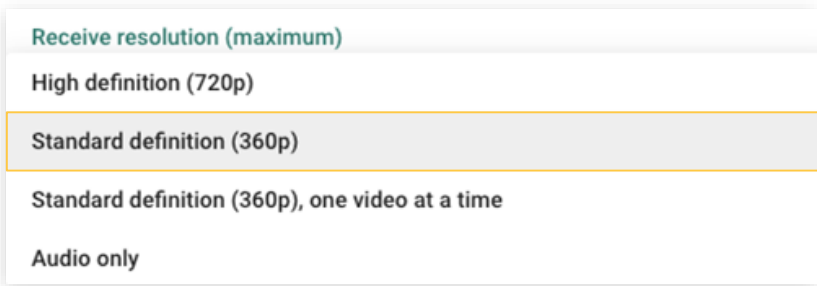 Receive resolution (maximum)
High definition (720p)
Standard definition (360p)
Standard definition (360p), one video at a time
Audio only